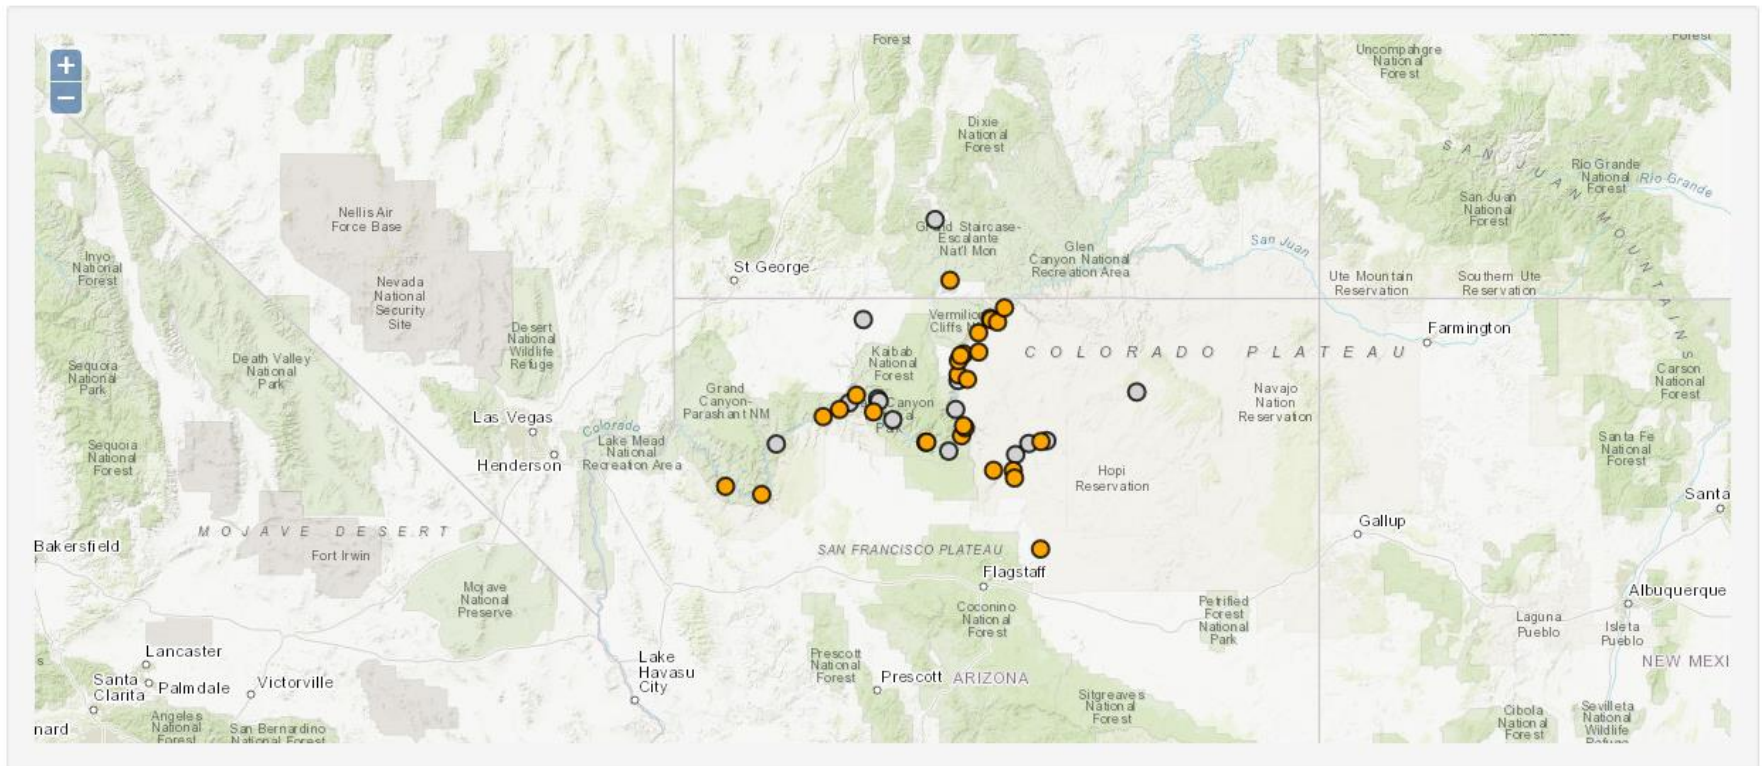 +
−
Forest
Uncompahgre
National
Forest
Forest
Dixie
National
Forest
SAN JUAN MOUNTAINS
Rio Grande
National
Forest
Rio Grande
San Juan
National
Forest
Nellis Air
Force Base
Grand Staircase-
Escalante
Nat'l Mon
Glen
Canyon National
Recreation Area
San Juan
Inyo
National
Forest
St George
Ute Mountain
Reservation
Southern Ute
Reservation
Nevada
National
Security
Site
Desert
National
Wildlife
Refuge
Vermilion
Cliffs
Farmington
COLORADO PLATEAU
Kaibab
National
Forest
Death Valley
National
Park
Sequoia
National
Park
Carson
National
Forest
Grand
Canyon-
Parashant NM
Canyon
Park
Navajo
Nation
Reservation
Las Vegas
Colorado
Lake Mead
National
Recreation Area
Henderson
Sequoia
National
Forest
Santa Fe
National
Forest
Hopi
Reservation
Santa
MOJAVE DESERT
Gallup
Bakersfield
Fort Irwin
SAN FRANCISCO PLATEAU
Flagstaff
Mojave
National
Preserve
Coconino
National
Forest
Petrified
Forest
National
Park
Albuquerque
Laguna
Pueblo
Isleta
Pueblo
s
Lancaster
Lake
Havasu
City
Prescott
National
Forest
NEW MEXI
Santa
Clarita
Palmdale
Victorville
Prescott
ARIZONA
Sitgreaves
National
Forest
nard
Angeles
National
Forest
San Bernardino
National Forest
Cibola
National
Forest
Sevilleta
National
Wildlife
Refuge